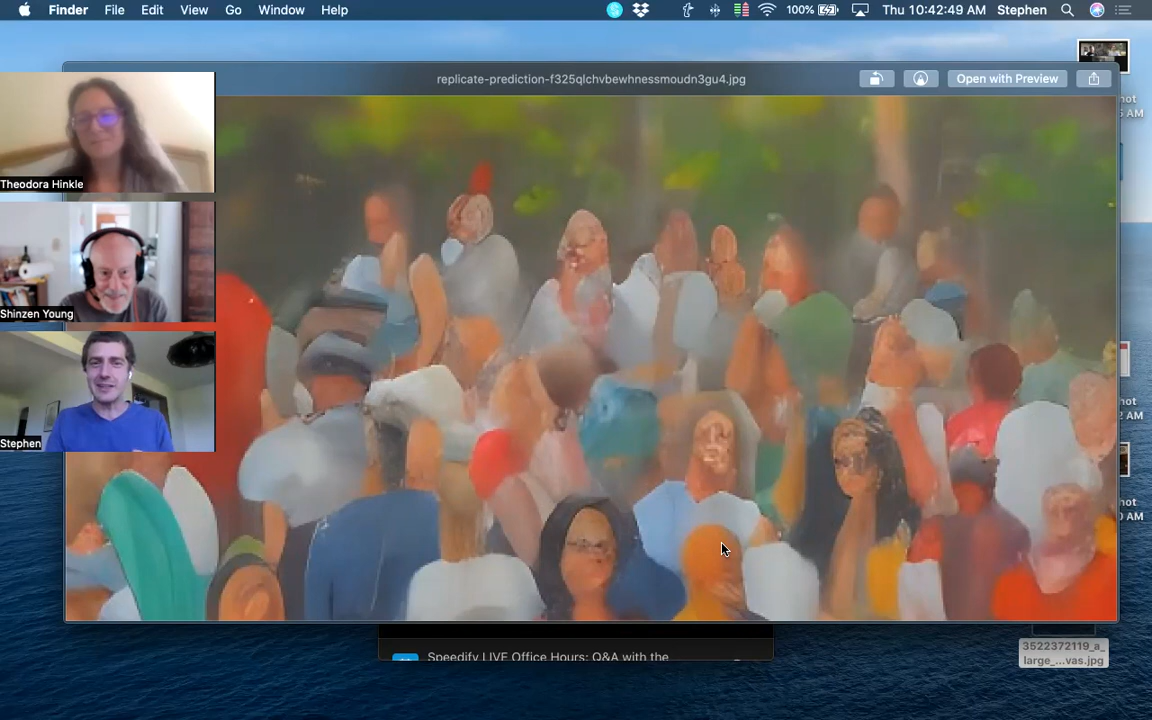 Finder File Edit View Go Window Help 100% Thu 10:42:49 AM Stephen
replicate-prediction-f325qlchvbewhnessmoudn3gu4.jpg
Open with Preview
Theodora Hinkle
Shinzen Young
Stephen
Speedify LIVE Office Hours: Q&A with the
3522372119_a_
large_...vas.jpg